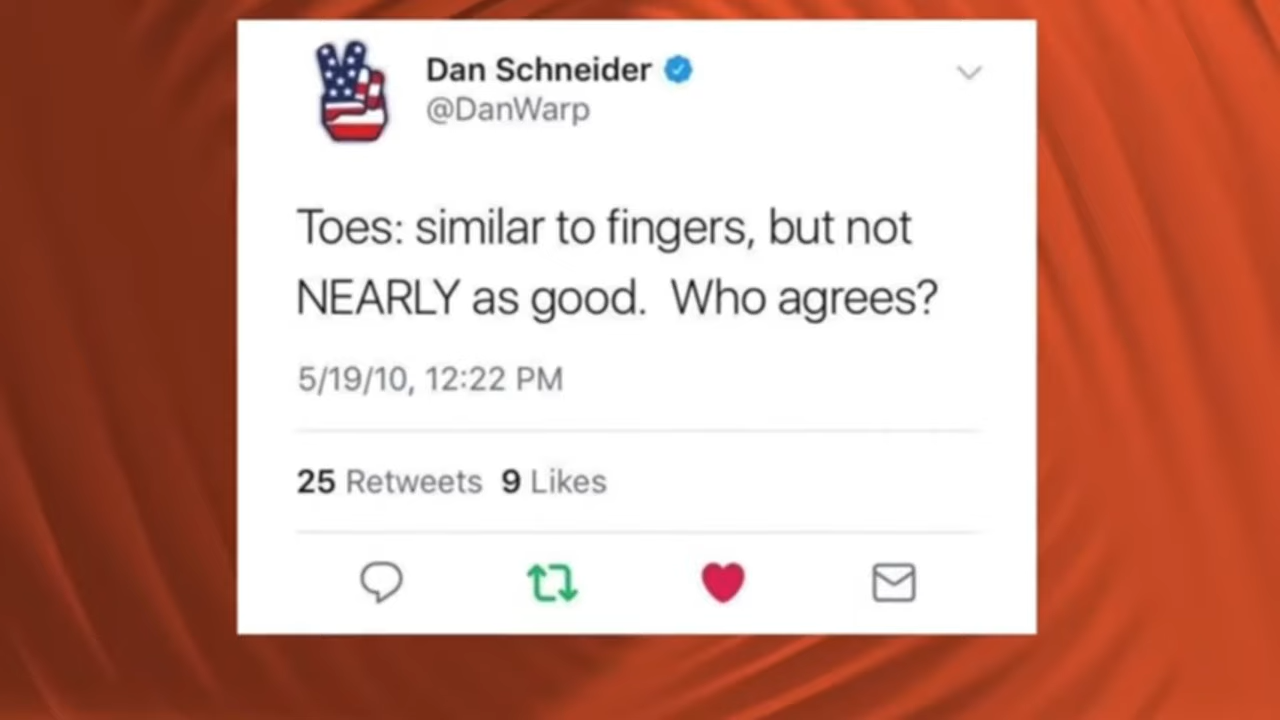 Dan Schneider
@DanWarp
Toes: similar to fingers, but not
NEARLY as good.  Who agrees?
5/19/10, 12:22 PM
25 Retweets 9 Likes